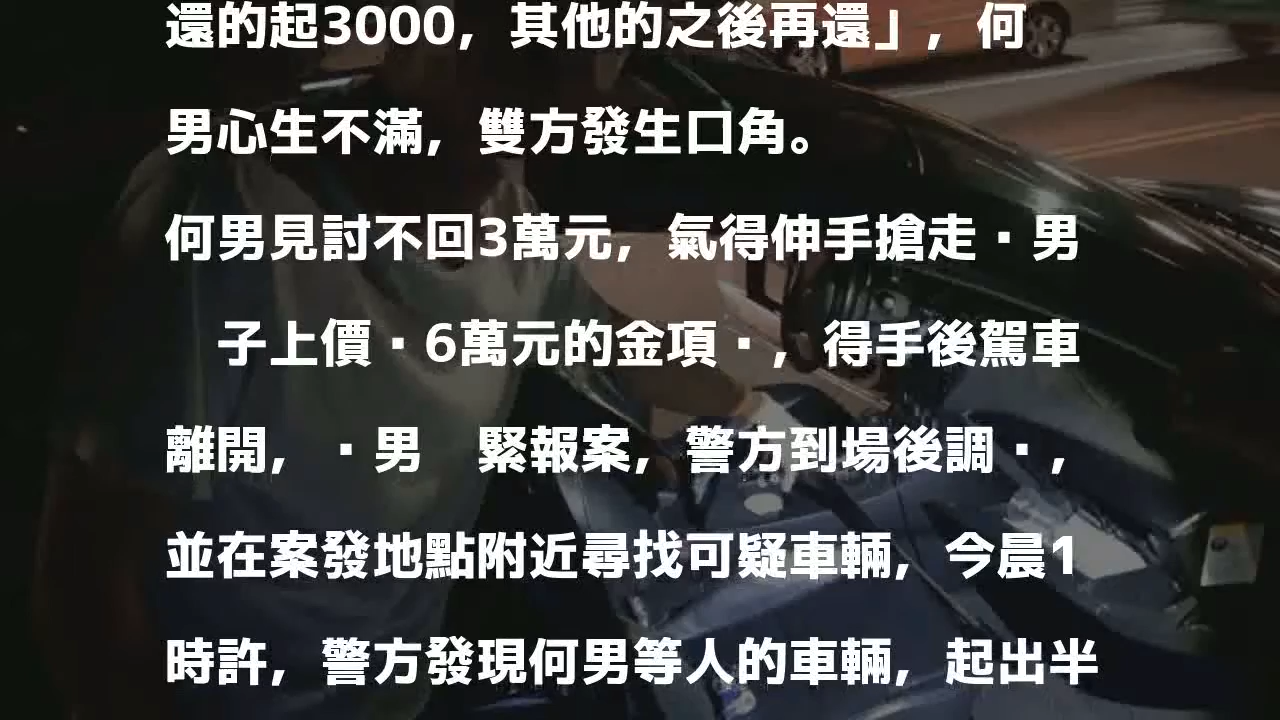 還的起3000，其他的之後再還」，何
男心生不滿，雙方發生口角。
何男見討不回3萬元，氣得伸手搶走·男
子上價·6萬元的金項·，得手後駕車
離開，·男　緊報案，警方到場後調·，
並在案發地點附近尋找可疑車輛，今晨1
時許，警方發現何男等人的車輛，起出半